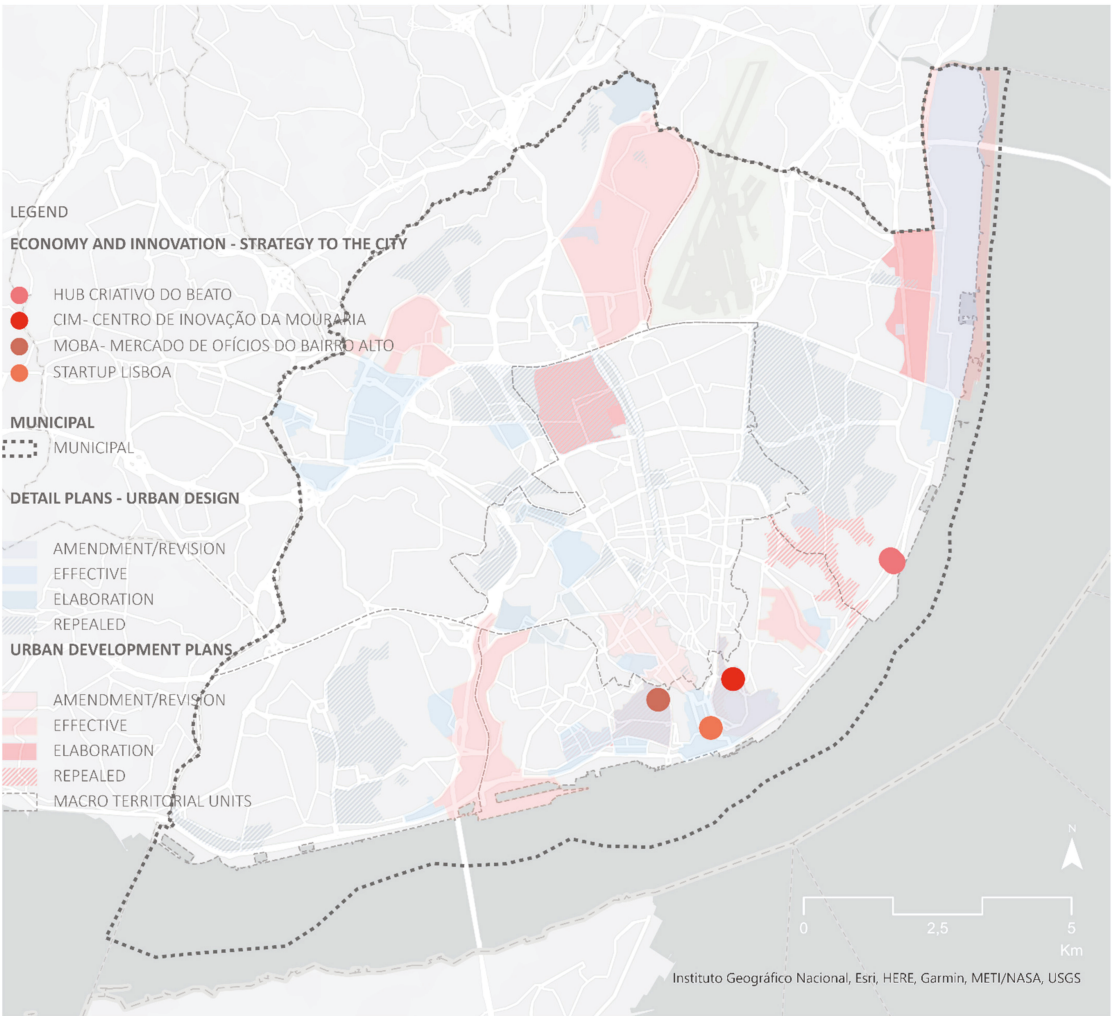 LEGEND
ECONOMY AND INNOVATION - STRATEGY TO THE CITY
HUB CRIATIVO DO BEATO
CIM- CENTRO DE INOVAÇÃO DA MOURARIA
MOBA- MERCADO DE OFÍCIOS DO BAIRRO ALTO
STARTUP LISBOA
MUNICIPAL
MUNICIPAL
DETAIL PLANS - URBAN DESIGN
AMENDMENT/REVISION
EFFECTIVE
ELABORATION
REPEALED
URBAN DEVELOPMENT PLANS
AMENDMENT/REVISION
EFFECTIVE
ELABORATION
REPEALED
MACRO TERRITORIAL UNITS
N
0 2,5 5
Km
Instituto Geográfico Nacional, Esri, HERE, Garmin, METI/NASA, USGS